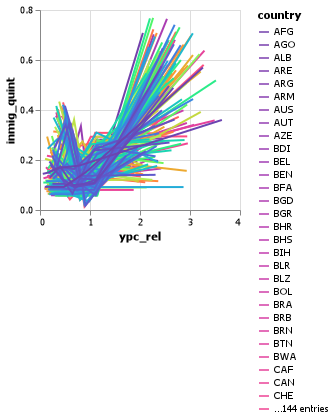 0.8
0.6
0.4
0.2
0.0
inmig_quint
0 1 2 3 4
ypc_rel
country
AFG
AGO
ALB
ARE
ARG
ARM
AUS
AUT
AZE
BDI
BEL
BEN
BFA
BGD
BGR
BHR
BHS
BIH
BLR
BLZ
BOL
BRA
BRB
BRN
BTN
BWA
CAF
CAN
CHE
...144 entries